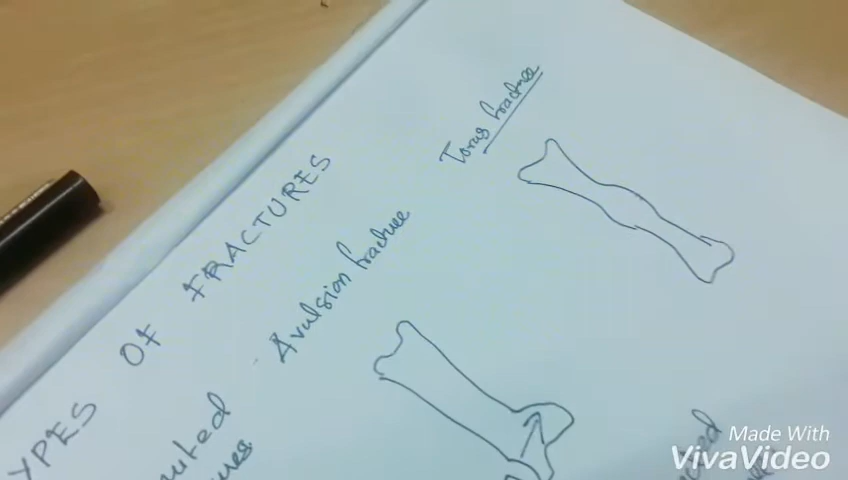 YPES OF FRACTURES
Avulsion fracture
Torus fracture
Made With
VivaVideo